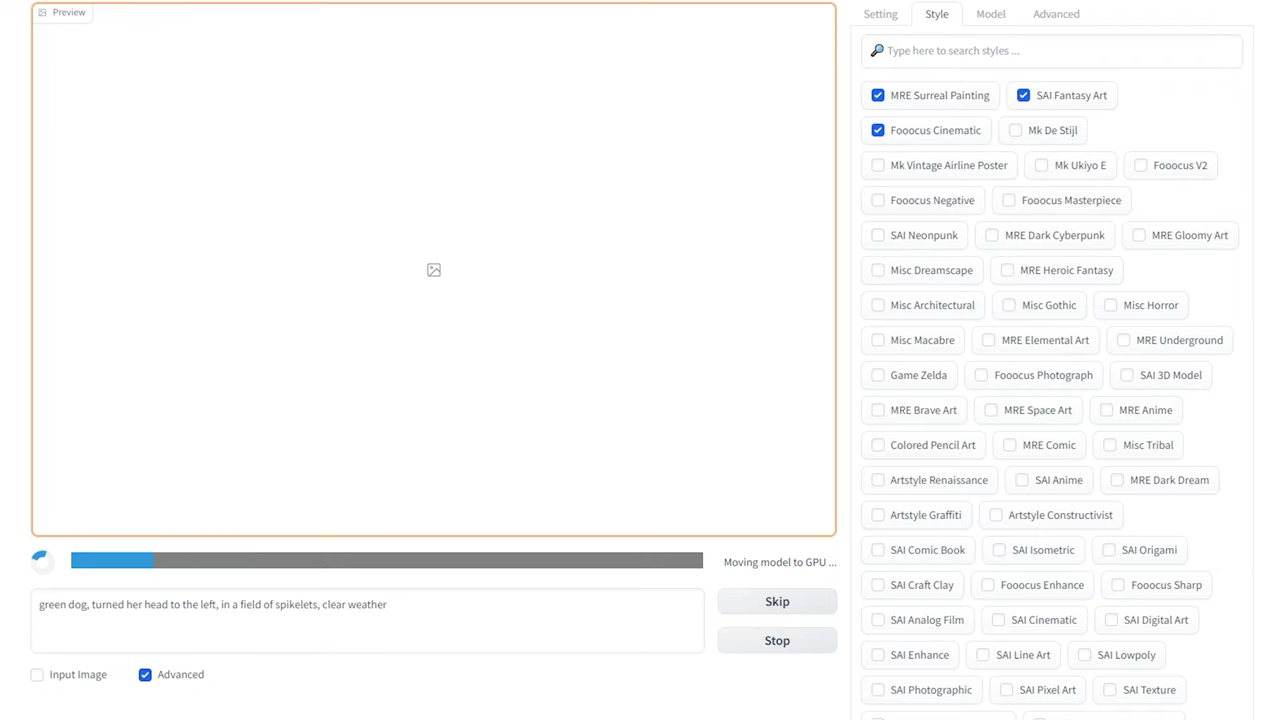 Preview
Moving model to GPU ...
green dog, turned her head to the left, in a field of spikelets, clear weather
Skip
Stop
Input Image
Advanced
Setting
Style
Model
Advanced
Type here to search styles ...
MRE Surreal Painting
SAI Fantasy Art
Fooocus Cinematic
Mk De Stijl
Mk Vintage Airline Poster
Mk Ukiyo E
Fooocus V2
Fooocus Negative
Fooocus Masterpiece
SAI Neonpunk
MRE Dark Cyberpunk
MRE Gloomy Art
Misc Dreamscape
MRE Heroic Fantasy
Misc Architectural
Misc Gothic
Misc Horror
Misc Macabre
MRE Elemental Art
MRE Underground
Game Zelda
Fooocus Photograph
SAI 3D Model
MRE Brave Art
MRE Space Art
MRE Anime
Colored Pencil Art
MRE Comic
Misc Tribal
Artstyle Renaissance
SAI Anime
MRE Dark Dream
Artstyle Graffiti
Artstyle Constructivist
SAI Comic Book
SAI Isometric
SAI Origami
SAI Craft Clay
Fooocus Enhance
Fooocus Sharp
SAI Analog Film
SAI Cinematic
SAI Digital Art
SAI Enhance
SAI Line Art
SAI Lowpoly
SAI Photographic
SAI Pixel Art
SAI Texture